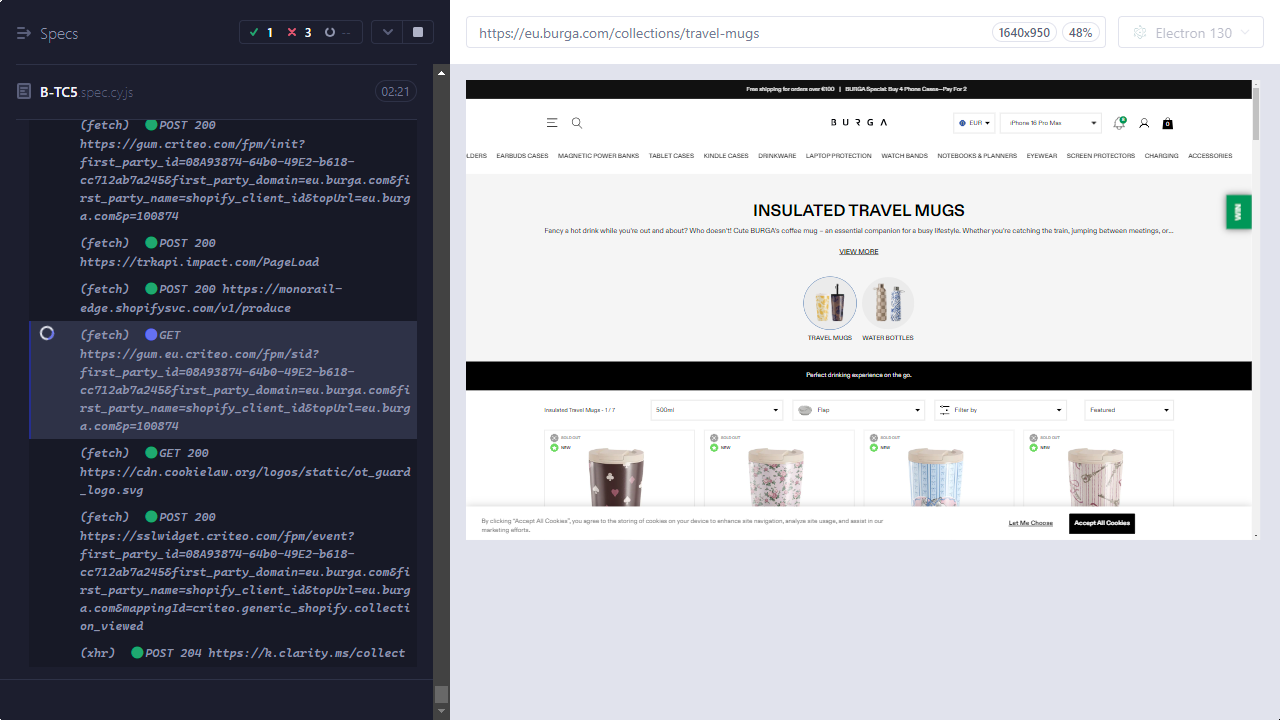 Specs
1
3
--
https://eu.burga.com/collections/travel-mugs
1640x950
48%
Electron 130
B-TC5.spec.cy.js
02:21
(fetch) POST 200
https://gum.criteo.com/fpm/init?
first_party_id=08A93874-64b0-49E2-b618-
cc712ab7a245&first_party_domain=eu.burga.com&fi
rst_party_name=shopify_client_id&topUrl=eu.burg
a.com&p=100874
(fetch) POST 200
https://trkapi.impact.com/PageLoad
(fetch) POST 200 https://monorail-
edge.shopifysvc.com/v1/produce
(fetch) GET
https://gum.eu.criteo.com/fpm/sid?
first_party_id=08A93874-64b0-49E2-b618-
cc712ab7a245&first_party_domain=eu.burga.com&fi
rst_party_name=shopify_client_id&topUrl=eu.burg
a.com&p=100874
(fetch) GET 200
https://cdn.cookielaw.org/logos/static/ot_guard
_logo.svg
(fetch) POST 200
https://sslwidget.criteo.com/fpm/event?
first_party_id=08A93874-64b0-49E2-b618-
cc712ab7a245&first_party_domain=eu.burga.com&fi
rst_party_name=shopify_client_id&topUrl=eu.burg
a.com&mappingId=criteo.generic_shopify.collecti
on_viewed
(xhr) POST 204 https://k.clarity.ms/collect
Free shipping for orders over €100 | BURGA Special: Buy 4 Phone Cases—Pay For 2
BURGA
EUR
iPhone 16 Pro Max
0
LDERS EARBUDS CASES MAGNETIC POWER BANKS TABLET CASES KINDLE CASES DRINKWARE LAPTOP PROTECTION WATCH BANDS NOTEBOOKS & PLANNERS EYEWEAR SCREEN PROTECTORS CHARGING ACCESSORIES
INSULATED TRAVEL MUGS
Fancy a hot drink while you're out and about? Who doesn't! Cute BURGA's coffee mug – an essential companion for a busy lifestyle. Whether you're catching the train, jumping between meetings, or...
VIEW MORE
TRAVEL MUGS
WATER BOTTLES
Perfect drinking experience on the go.
Insulated Travel Mugs - 1 / 7
500ml
Flap
Filter by
Featured
SOLD OUT
NEW
SOLD OUT
NEW
SOLD OUT
NEW
SOLD OUT
NEW
By clicking "Accept All Cookies", you agree to the storing of cookies on your device to enhance site navigation, analyze site usage, and assist in our
marketing efforts.
Let Me Choose
Accept All Cookies